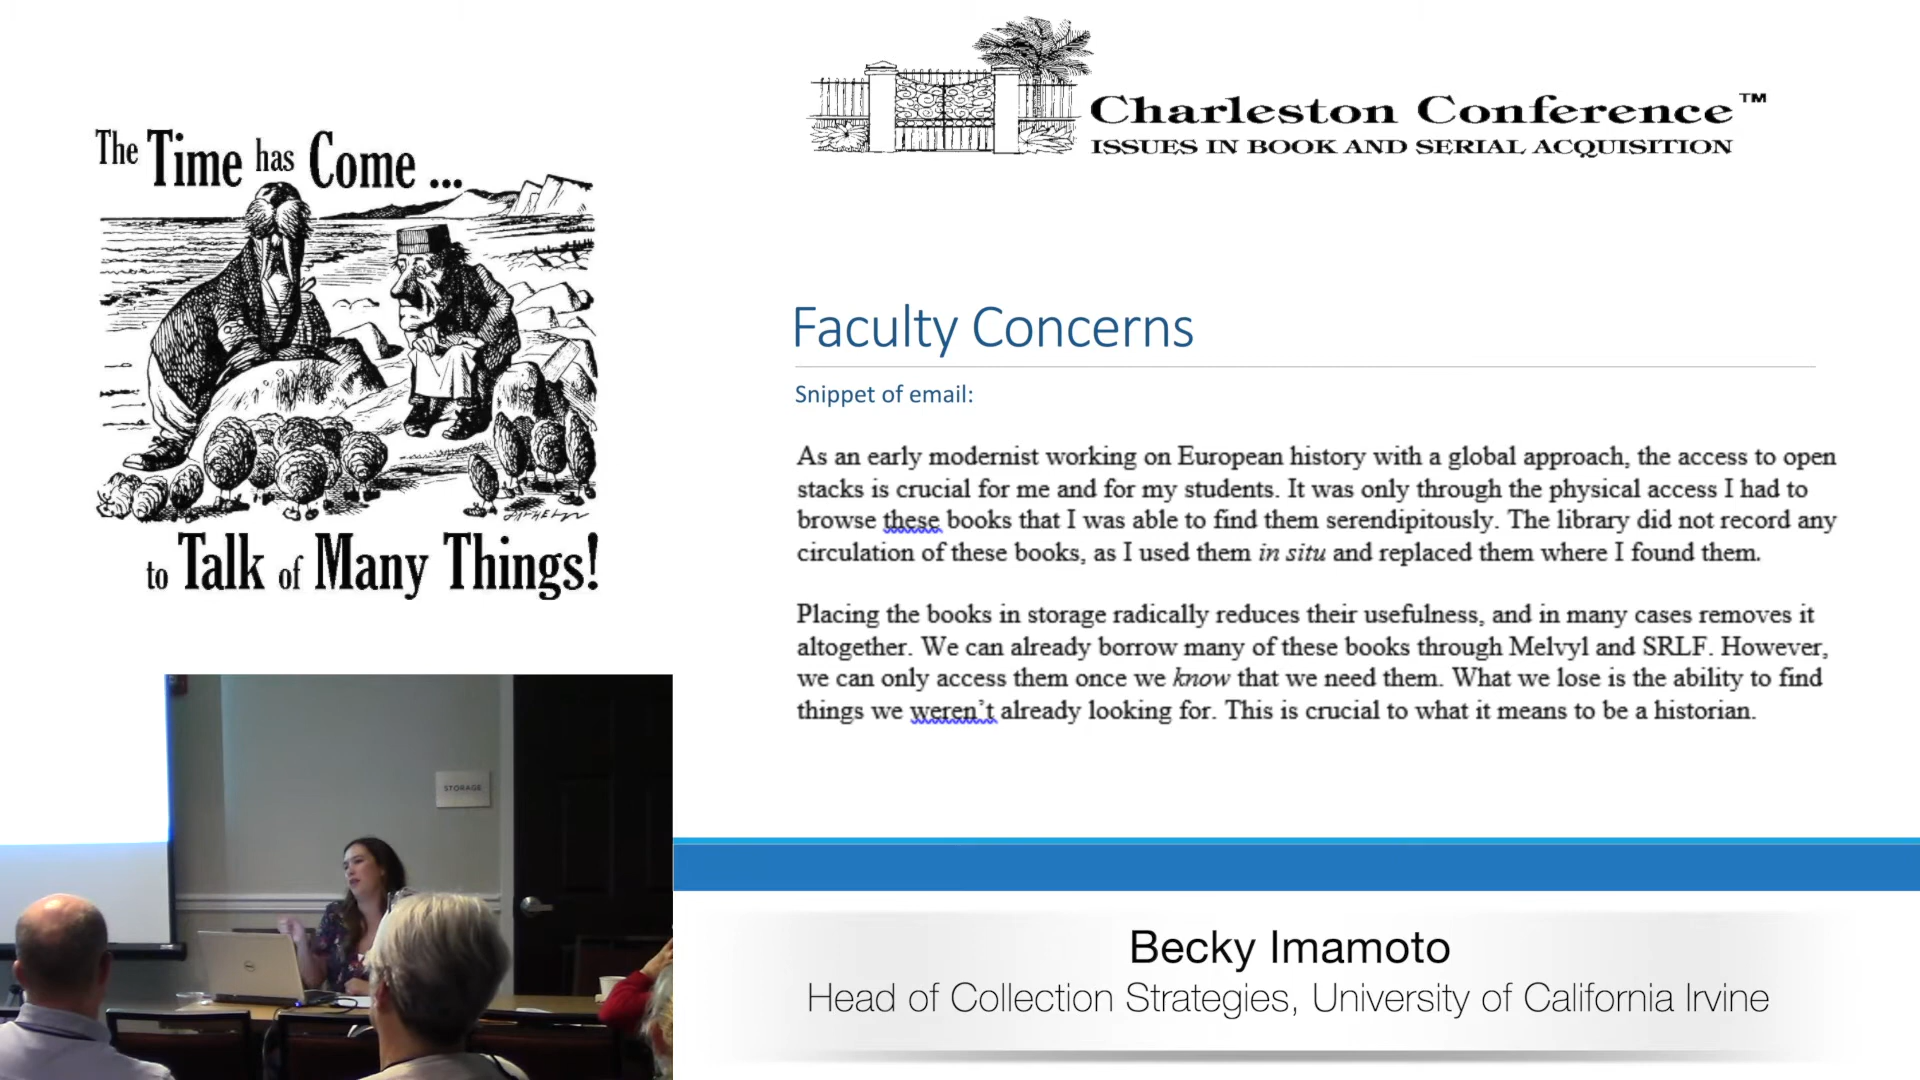 The Time has Come ...
to Talk of Many Things!
Charleston Conference™
ISSUES IN BOOK AND SERIAL ACQUISITION
Faculty Concerns
Snippet of email:
As an early modernist working on European history with a global approach, the access to open
stacks is crucial for me and for my students. It was only through the physical access I had to
browse these books that I was able to find them serendipitously. The library did not record any
circulation of these books, as I used them in situ and replaced them where I found them.
Placing the books in storage radically reduces their usefulness, and in many cases removes it
altogether. We can already borrow many of these books through Melvyl and SRLF. However,
we can only access them once we know that we need them. What we lose is the ability to find
things we weren't already looking for. This is crucial to what it means to be a historian.
STORAGE
Becky Imamoto
Head of Collection Strategies, University of California Irvine